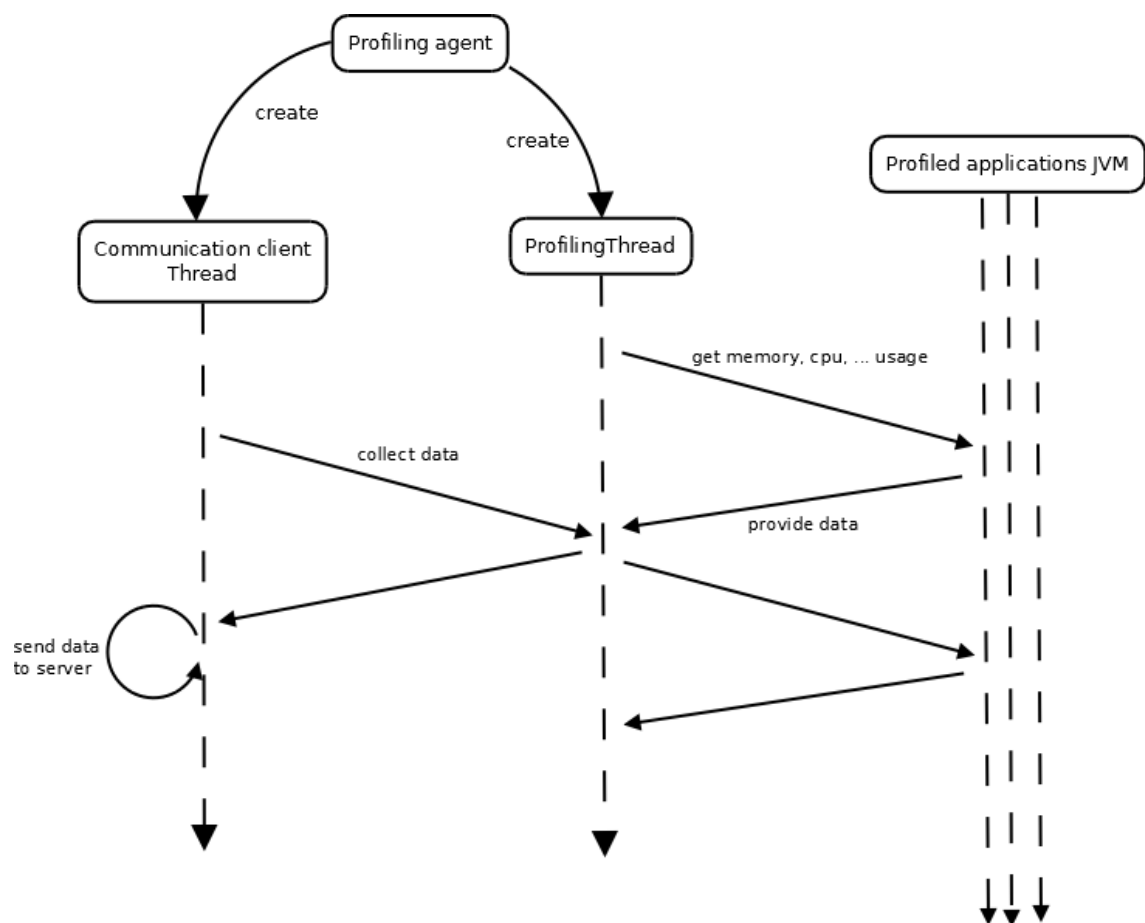 Profiling agent
create
create
Profiled applications JVM
Communication client
Thread
ProfilingThread
get memory, cpu, ... usage
collect data
provide data
send data
to server